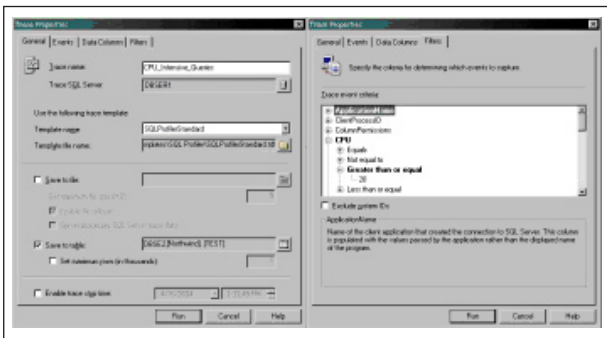 Trace Properties
General
Events
Data Columns
Filters
Trace name:
CPU_Intensive_Queries
Trace SQL Server:
DBSER1
Use the following trace template
Template name:
SQLProfilerStandard
Template file name:
SQL Profiler\SQLProfilerStandard.tdf
Save to file:
Save to table:
[Northwind].[TEST]
Set maximum rows (in thousands):
Enable trace stop time:
Run
Cancel
Help
Trace Properties
General
Events
Data Columns
Filters
Specify the criteria for determining which events to capture.
Trace event criteria:
ApplicationName
ClientProcessID
ColumnPermissions
CPU
Equals
Not equal to
Greater than or equal
20
Less than or equal
Exclude system IDs
ApplicationName
Name of the client application that created the connection to SQL Server. This column
is populated with the values passed by the application rather than the displayed name
of the program.
Run
Cancel
Help